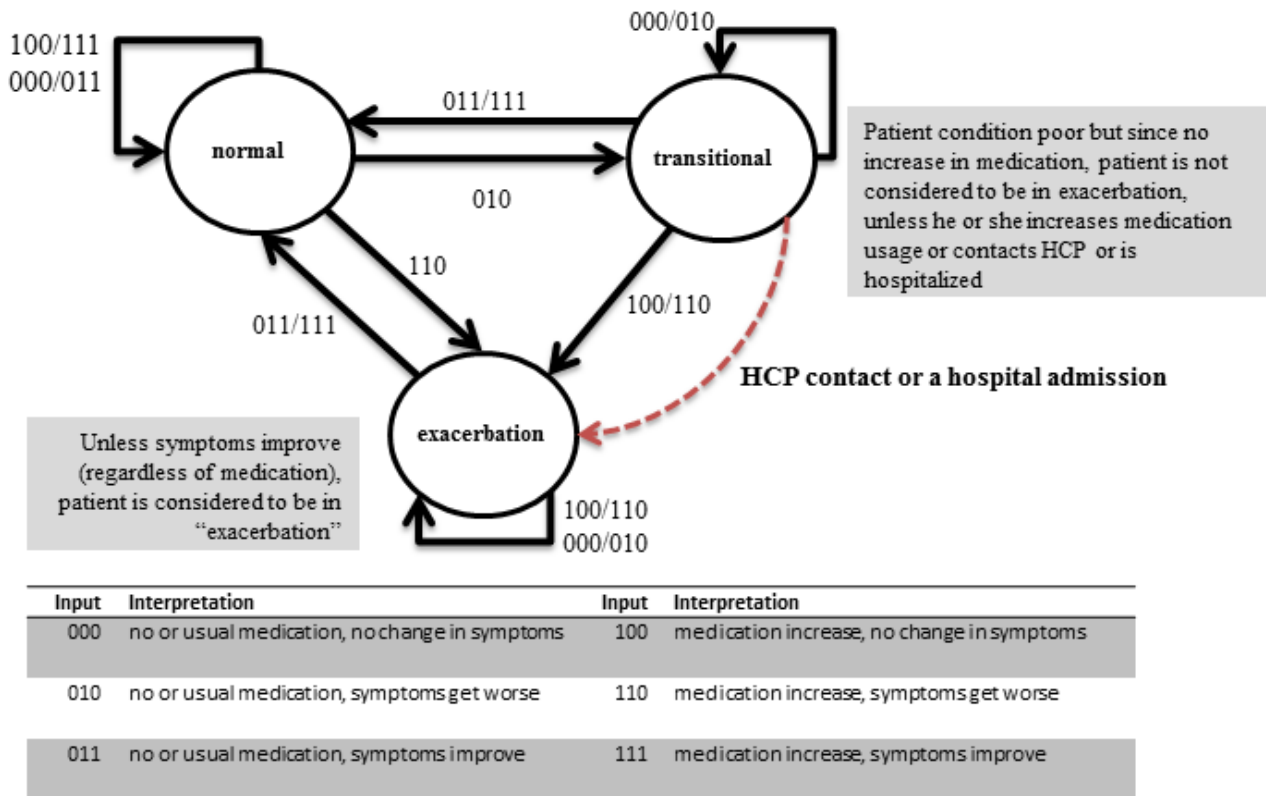 000/010
100/111
000/011
normal
011/111
010
transitional
Patient condition poor but since no
increase in medication, patient is not
considered to be in exacerbation,
unless he or she increases medication
usage or contacts HCP or is
hospitalized
110
100/110
011/111
HCP contact or a hospital admission
exacerbation
Unless symptoms improve
(regardless of medication),
patient is considered to be in
“exacerbation”
100/110
000/010
Input Interpretation Input Interpretation
000 no or usual medication, no change in symptoms 100 medication increase, no change in symptoms
010 no or usual medication, symptoms get worse 110 medication increase, symptoms get worse
011 no or usual medication, symptoms improve 111 medication increase, symptoms improve